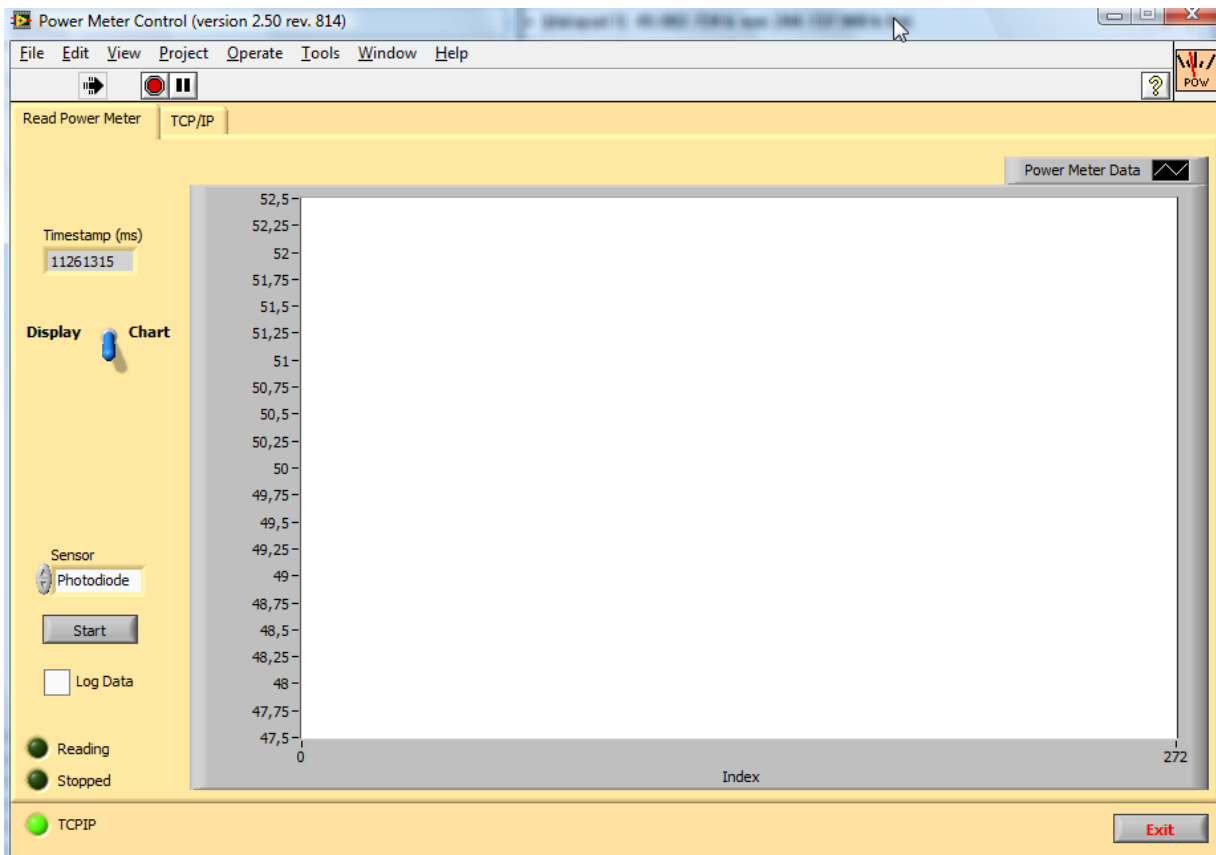 Power Meter Control (version 2.50 rev. 814)
File Edit View Project Operate Tools Window Help
POW
Read Power Meter TCP/IP
Power Meter Data
Timestamp (ms)
11261315
Display Chart
Sensor
Photodiode
Start
Log Data
Reading
Stopped
52,5
52,25
52
51,75
51,5
51,25
51
50,75
50,5
50,25
50
49,75
49,5
49,25
49
48,75
48,5
48,25
48
47,75
47,5
0 272
Index
TCPIP
Exit